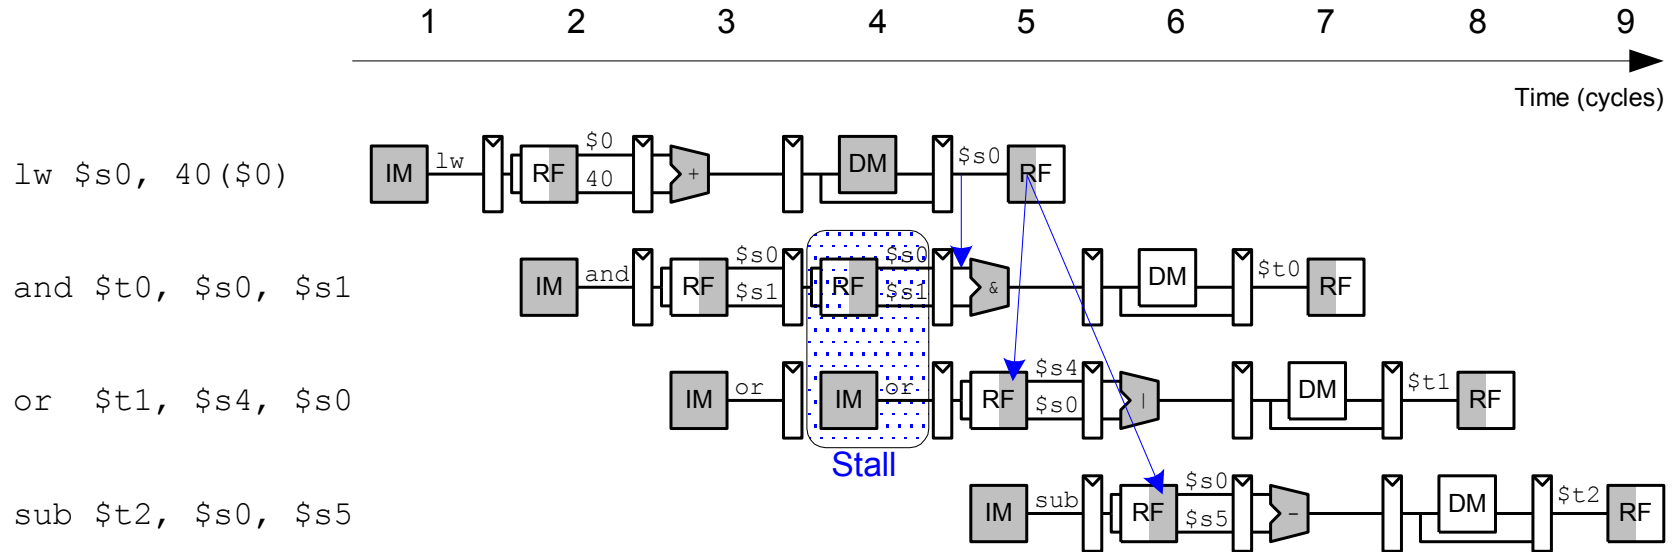 1 2 3 4 5 6 7 8 9
Time (cycles)
lw $s0, 40($0) IM lw RF $0 40 + DM $s0 RF
and $t0, $s0, $s1 IM and RF $s0 $s1 RF $s0 $s1 & DM $t0 RF
or $t1, $s4, $s0 IM or IM or RF $s4 $s0 | DM $t1 RF
Stall
sub $t2, $s0, $s5 IM sub RF $s0 $s5 - DM $t2 RF